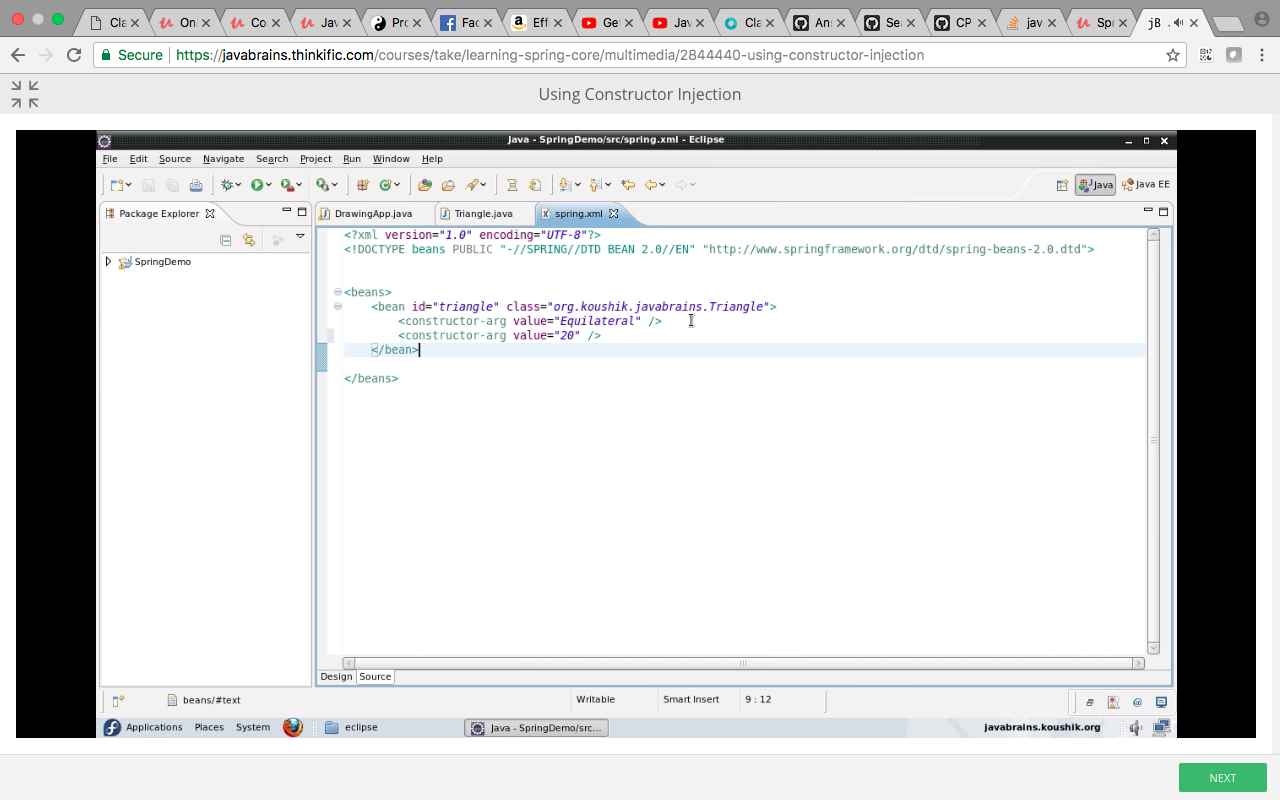 Cla
On
Co
Jav
Pro
Fac
Eff
Ge
Jav
Cla
An
Sea
CP
jav
Spr
jB
Secure https://javabrains.thinkific.com/courses/take/learning-spring-core/multimedia/2844440-using-constructor-injection
Using Constructor Injection
Java - SpringDemo/src/spring.xml - Eclipse
File Edit Source Navigate Search Project Run Window Help
Java Java EE
Package Explorer DrawingApp.java Triangle.java spring.xml
SpringDemo
<?xml version="1.0" encoding="UTF-8"?>
<!DOCTYPE beans PUBLIC "-//SPRING//DTD BEAN 2.0//EN" "http://www.springframework.org/dtd/spring-beans-2.0.dtd">
<beans>
<bean id="triangle" class="org.koushik.javabrains.Triangle">
<constructor-arg value="Equilateral" />
<constructor-arg value="20" />
</bean>
</beans>
Design Source
beans/#text Writable Smart Insert 9 : 12
Applications Places System eclipse Java - SpringDemo/src... javabrains.koushik.org
NEXT